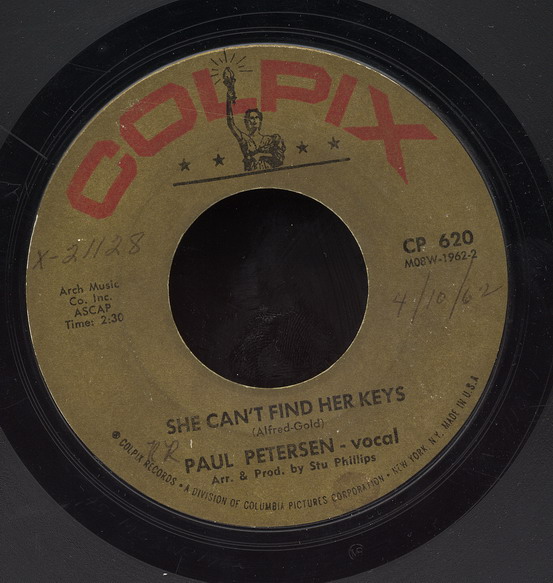 COLPIX
X-21128
CP 620
M08W-1962-2
Arch Music
Co. Inc.
ASCAP
Time: 2:30
4/10/62
SHE CAN'T FIND HER KEYS
(Alfred-Gold)
NR
PAUL PETERSEN - vocal
Arr. & Prod. by Stu Phillips
COLPIX RECORDS • A DIVISION OF COLUMBIA PICTURES CORPORATION • NEW YORK, N.Y. MADE IN U.S.A